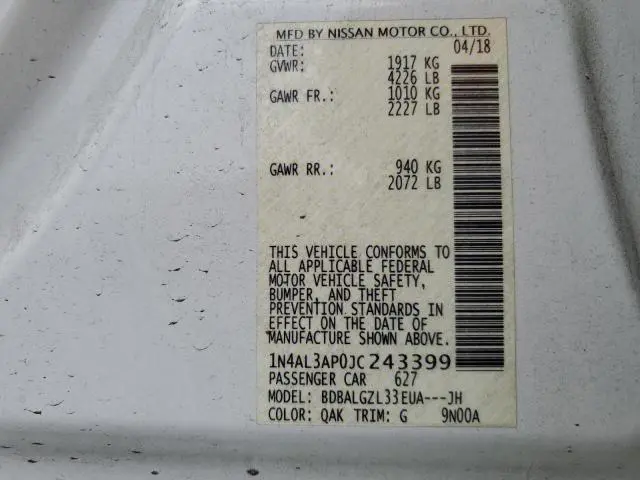 MFD BY NISSAN MOTOR CO., LTD.
DATE: 04/18
GVWR: 1917 KG
4226 LB
GAWR FR.: 1010 KG
2227 LB
GAWR RR.: 940 KG
2072 LB
THIS VEHICLE CONFORMS TO
ALL APPLICABLE FEDERAL
MOTOR VEHICLE SAFETY,
BUMPER, AND THEFT
PREVENTION STANDARDS IN
EFFECT ON THE DATE OF
MANUFACTURE SHOWN ABOVE.
1N4AL3AP0JC243399
PASSENGER CAR 627
MODEL: BDBALGZL33EUA---JH
COLOR: QAK TRIM: G 9N00A